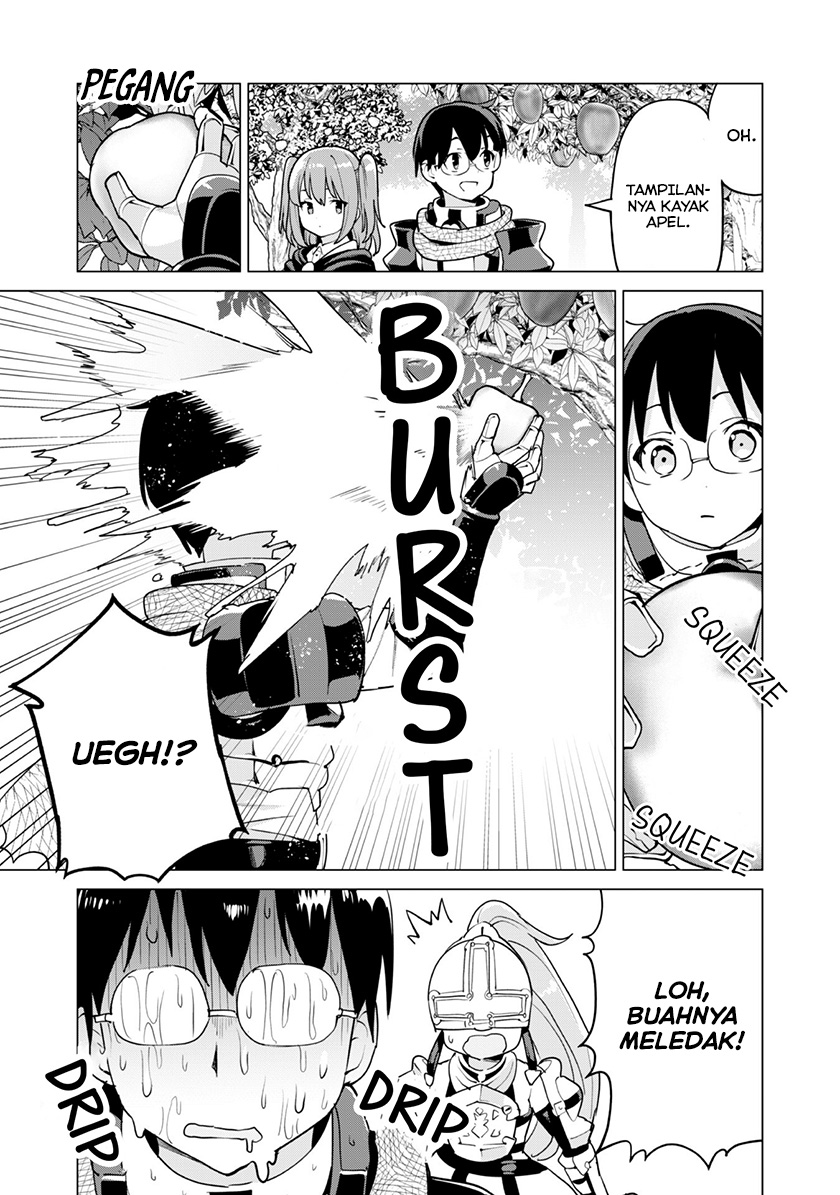 OH.
TAMPILAN-
NYA KAYAK
APEL.
PEGANG
SQUEEZE
SQUEEZE
BURST
UEGH!?
LOH,
BUAHNYA
MELEDAK!
DRIP
DRIP